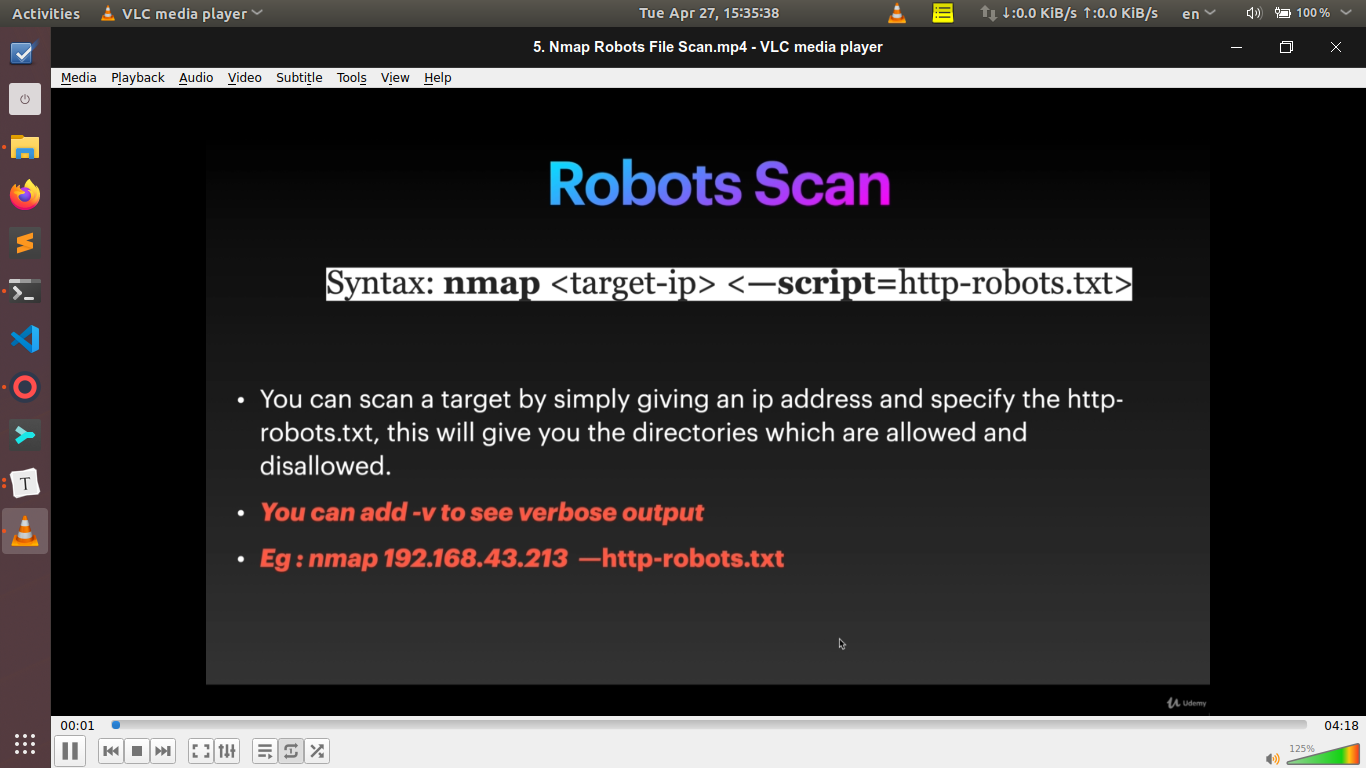 Activities VLC media player Tue Apr 27, 15:35:38 ↓:0.0 KiB/s ↑:0.0 KiB/s en 100 %
5. Nmap Robots File Scan.mp4 - VLC media player
Media Playback Audio Video Subtitle Tools View Help
Robots Scan
Syntax: nmap <target-ip> <—script=http-robots.txt>
• You can scan a target by simply giving an ip address and specify the http-
robots.txt, this will give you the directories which are allowed and
disallowed.
• You can add -v to see verbose output
• Eg : nmap 192.168.43.213 —http-robots.txt
T
Udemy
00:01 04:18
125%